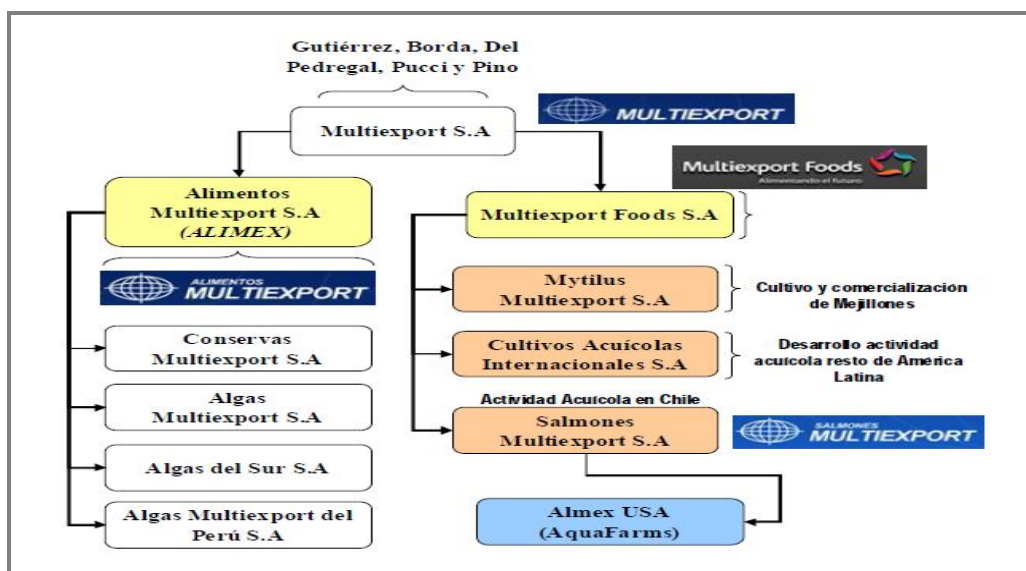 Gutiérrez, Borda, Del
Pedregal, Pucci y Pino
Multiexport S.A
MULTIEXPORT
Multiexport Foods
Alimentando el futuro
Alimentos
Multiexport S.A
(ALIMEX)
Multiexport Foods S.A
ALIMENTOS
MULTIEXPORT
Mytilus
Multiexport S.A
Cultivo y comercialización
de Mejillones
Conservas
Multiexport S.A
Cultivos Acuícolas
Internacionales S.A
Desarrollo actividad
acuícola resto de América
Latina
Algas
Multiexport S.A
Actividad Acuícola en Chile
Salmones
Multiexport S.A
SALMONES
MULTIEXPORT
Algas del Sur S.A
Algas Multiexport del
Perú S.A
Almex USA
(AquaFarms)